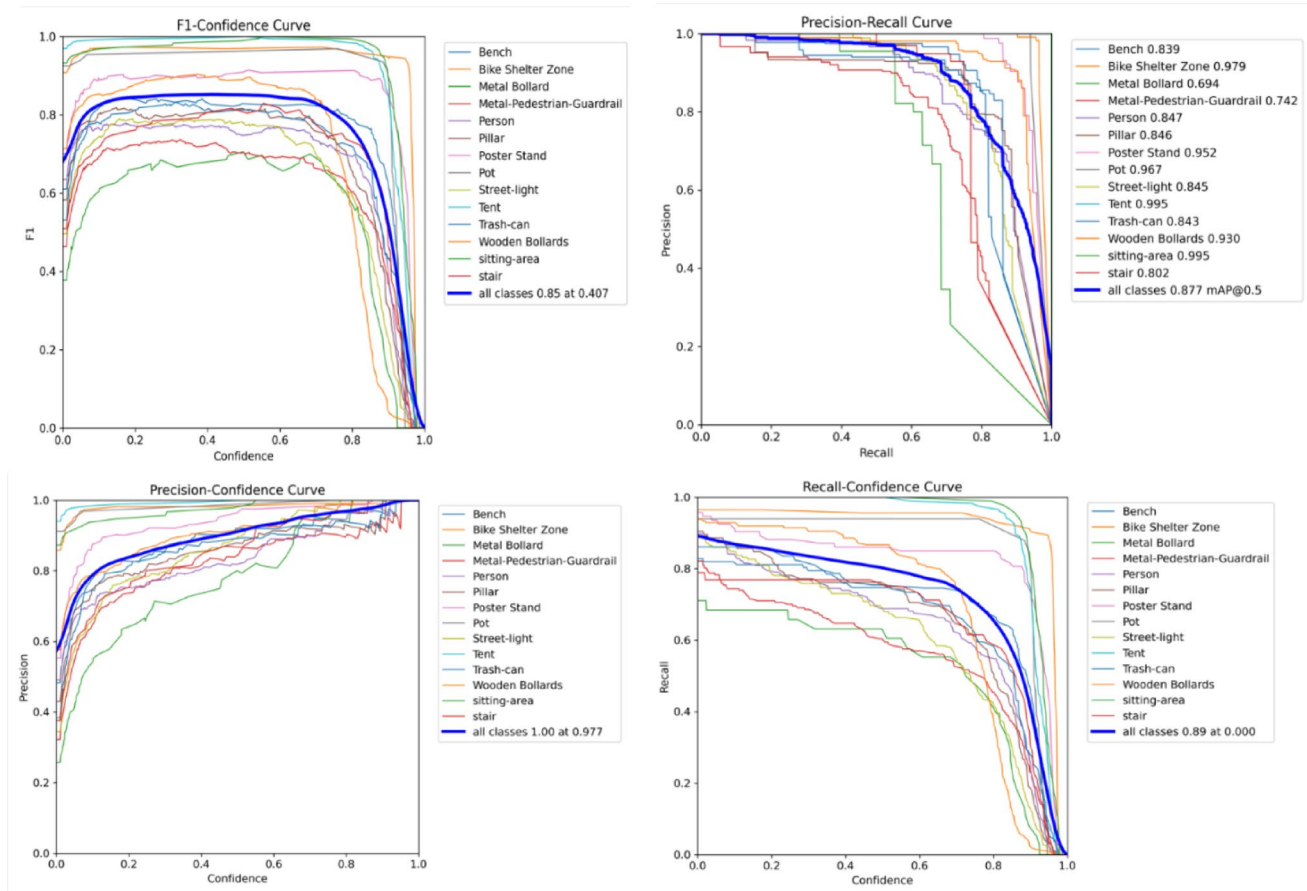 F1-Confidence Curve
1.0
0.8
0.6
0.4
0.2
0.0
F1
0.0 0.2 0.4 0.6 0.8 1.0
Confidence
Bench
Bike Shelter Zone
Metal Bollard
Metal-Pedestrian-Guardrail
Person
Pillar
Poster Stand
Pot
Street-light
Tent
Trash-can
Wooden Bollards
sitting-area
stair
all classes 0.85 at 0.407
Precision-Recall Curve
1.0
0.8
0.6
0.4
0.2
0.0
Precision
0.0 0.2 0.4 0.6 0.8 1.0
Recall
Bench 0.839
Bike Shelter Zone 0.979
Metal Bollard 0.694
Metal-Pedestrian-Guardrail 0.742
Person 0.847
Pillar 0.846
Poster Stand 0.952
Pot 0.967
Street-light 0.845
Tent 0.995
Trash-can 0.843
Wooden Bollards 0.930
sitting-area 0.995
stair 0.802
all classes 0.877 mAP@0.5
Precision-Confidence Curve
1.0
0.8
0.6
0.4
0.2
0.0
Precision
0.0 0.2 0.4 0.6 0.8 1.0
Confidence
Bench
Bike Shelter Zone
Metal Bollard
Metal-Pedestrian-Guardrail
Person
Pillar
Poster Stand
Pot
Street-light
Tent
Trash-can
Wooden Bollards
sitting-area
stair
all classes 1.00 at 0.977
Recall-Confidence Curve
1.0
0.8
0.6
0.4
0.2
0.0
Recall
0.0 0.2 0.4 0.6 0.8 1.0
Confidence
Bench
Bike Shelter Zone
Metal Bollard
Metal-Pedestrian-Guardrail
Person
Pillar
Poster Stand
Pot
Street-light
Tent
Trash-can
Wooden Bollards
sitting-area
stair
all classes 0.89 at 0.000